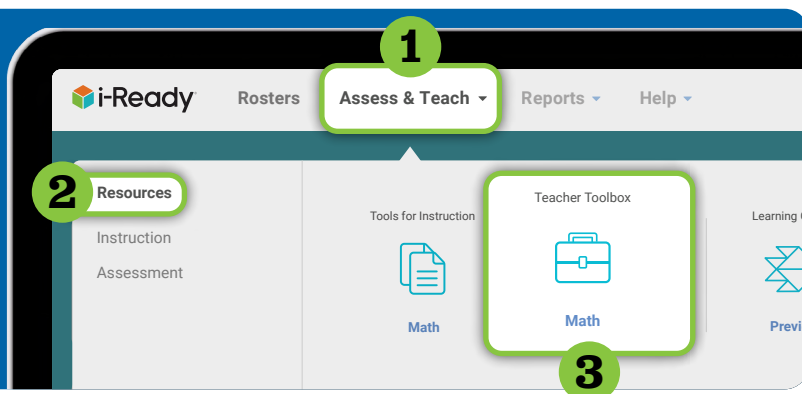 1
i-Ready Rosters Assess & Teach Reports Help
2 Resources
Instruction
Assessment
Tools for Instruction
Math
Teacher Toolbox
Math
3
Learning